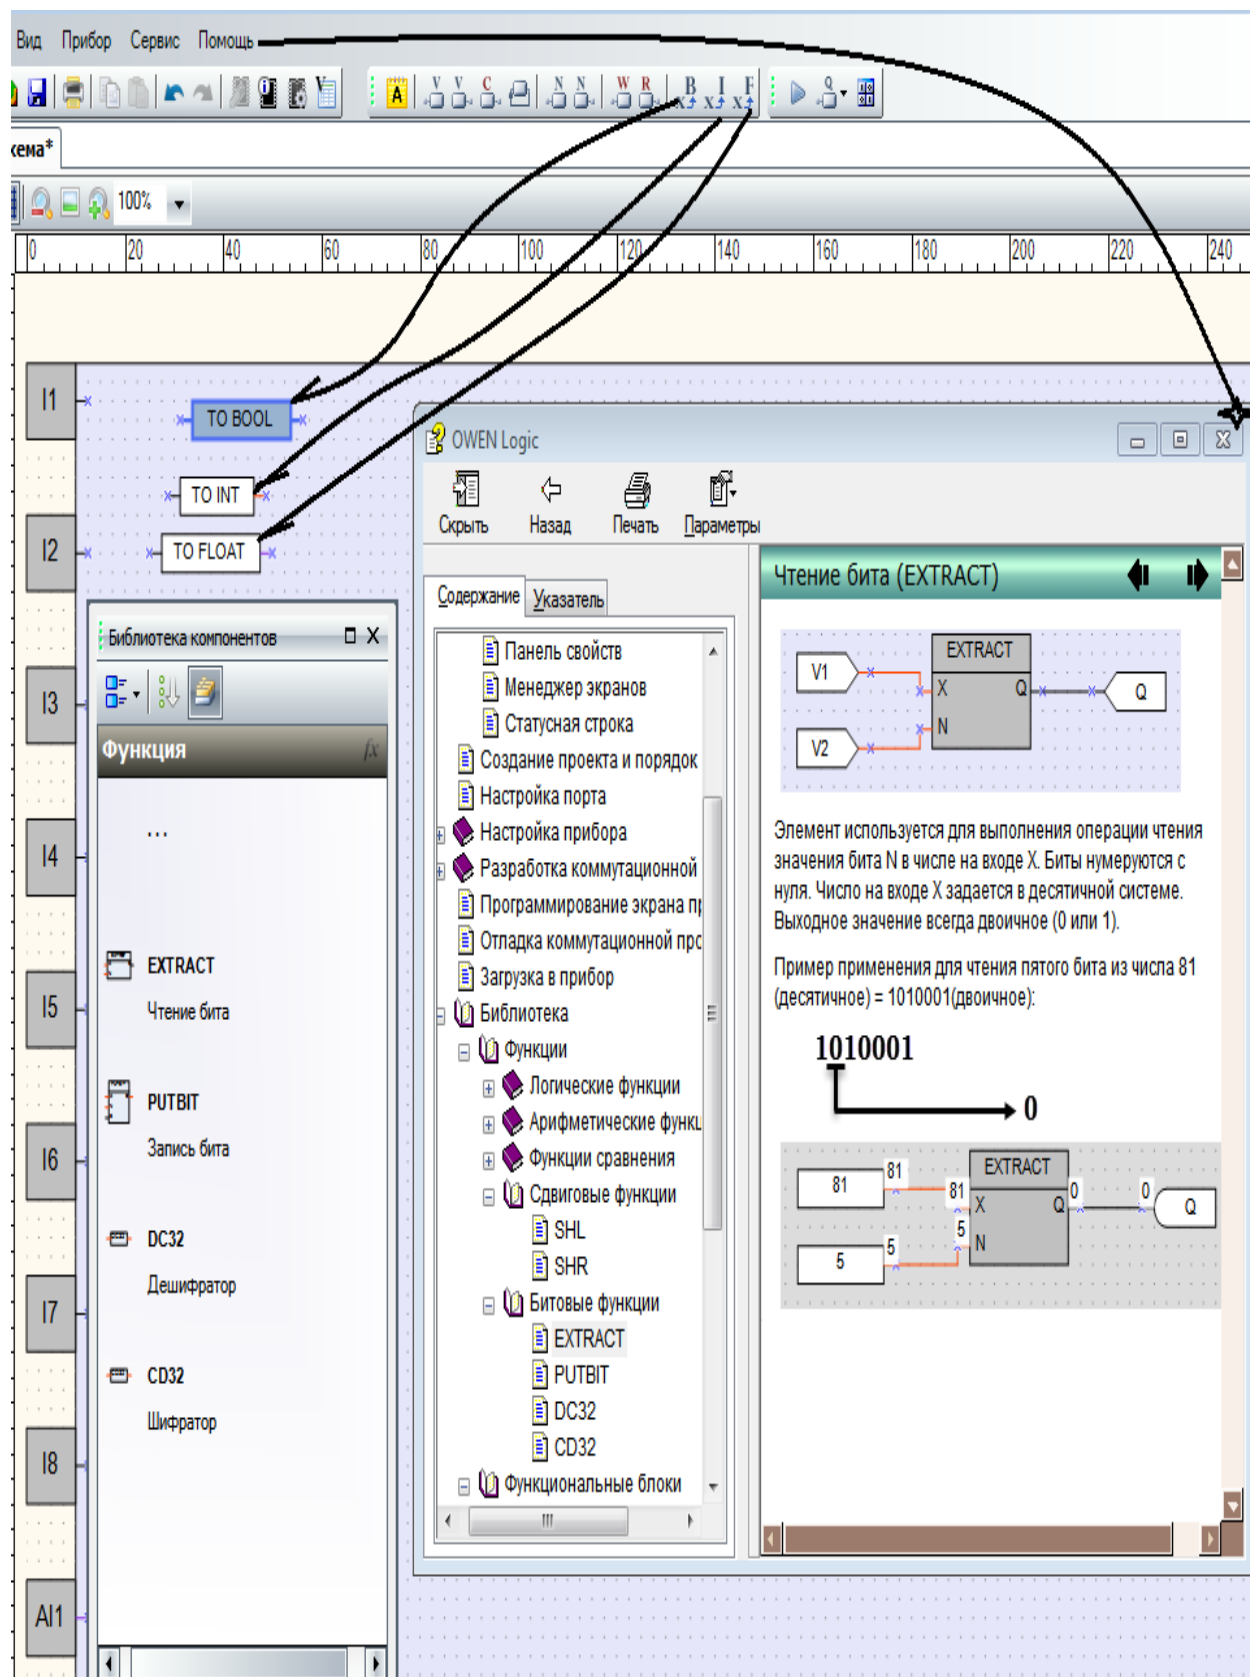 Вид Прибор Сервис Помощь
A V V C N N W R B I F Q
хема*
100%
0 20 40 60 80 100 120 140 160 180 200 220 240
I1
TO BOOL
TO INT
I2
TO FLOAT
I3
I4
I5
I6
I7
I8
AI1
Библиотека компонентов
Функция fx
...
EXTRACT
Чтение бита
PUTBIT
Запись бита
DC32
Дешифратор
CD32
Шифратор
OWEN Logic
Скрыть Назад Печать Параметры
Содержание Указатель
Панель свойств
Менеджер экранов
Статусная строка
Создание проекта и порядок
Настройка порта
Настройка прибора
Разработка коммутационной
Программирование экрана пр
Отладка коммутационной про
Загрузка в прибор
Библиотека
Функции
Логические функции
Арифметические функц
Функции сравнения
Сдвиговые функции
SHL
SHR
Битовые функции
EXTRACT
PUTBIT
DC32
CD32
Функциональные блоки
Чтение бита (EXTRACT)
EXTRACT
V1 X Q Q
V2 N
Элемент используется для выполнения операции чтения
значения бита N в числе на входе X. Биты нумеруются с
нуля. Число на входе X задается в десятичной системе.
Выходное значение всегда двоичное (0 или 1).
Пример применения для чтения пятого бита из числа 81
(десятичное) = 1010001(двоичное):
1010001
0
EXTRACT
81 81 81 X Q 0 0 Q
5 5 5 N